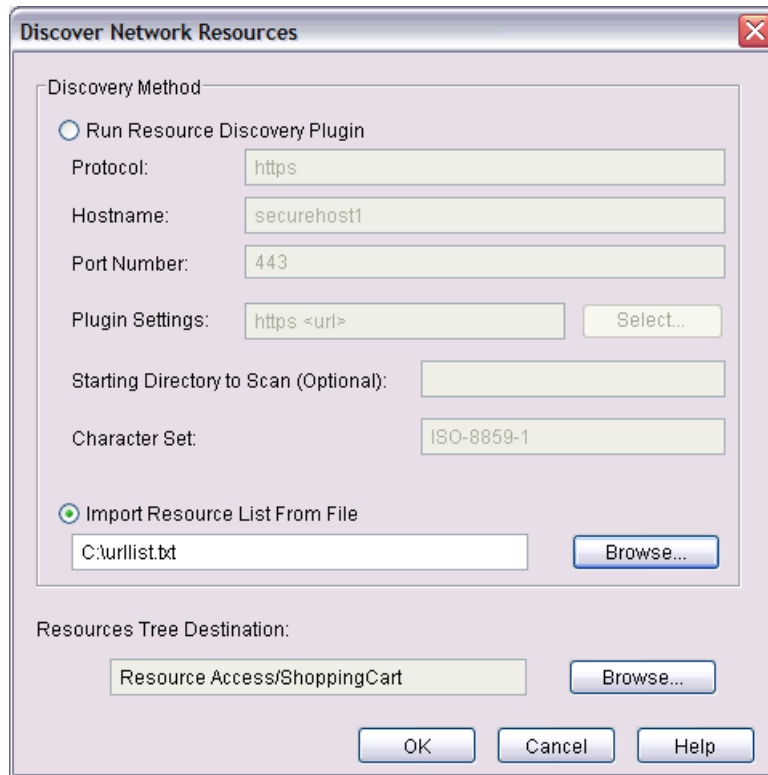 Discover Network Resources
Discovery Method
Run Resource Discovery Plugin
Protocol: https
Hostname: securehost1
Port Number: 443
Plugin Settings: https <url> Select...
Starting Directory to Scan (Optional):
Character Set: ISO-8859-1
Import Resource List From File
C:\urllist.txt Browse...
Resources Tree Destination:
Resource Access/ShoppingCart Browse...
OK Cancel Help